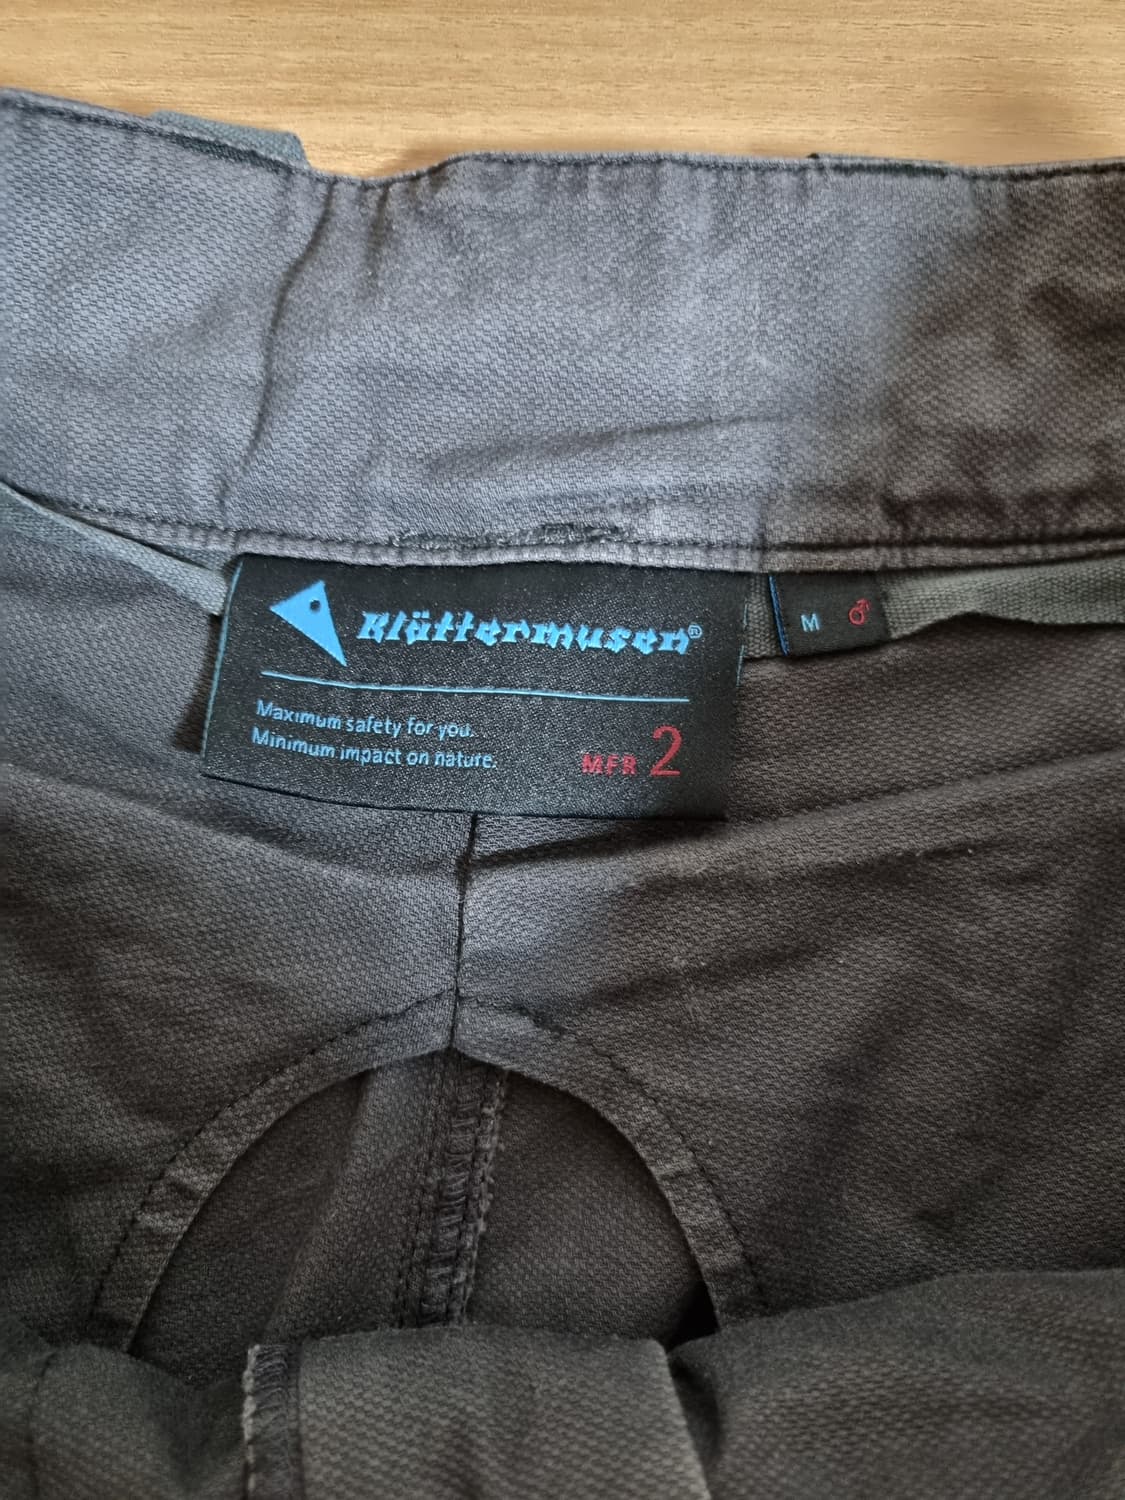 Klättermusen®
Maximum safety for you.
Minimum impact on nature.
MFR 2
M ♂